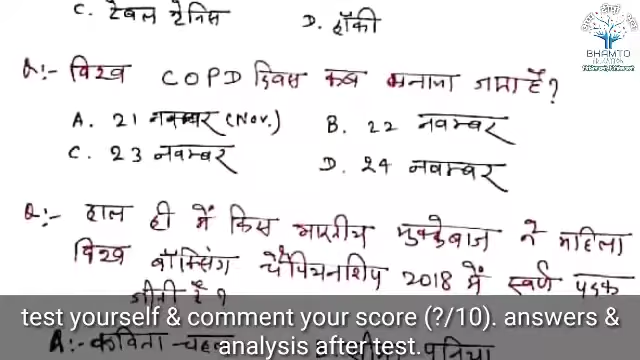 C. टेबल टेनिस D. हॉकी
Q:- विश्व COPD दिवस कब मनाया जाता है?
A. 21 नवम्बर (Nov.) B. 22 नवम्बर
C. 23 नवम्बर D. 24 नवम्बर
Q:- हाल ही में किस भारतीय मुक्केबाज ने महिला
विश्व बॉक्सिंग चैंपियनशिप 2018 में स्वर्ण पदक
जीती है?
A:- कविता चहल
BHAMTO
test yourself & comment your score (?/10). answers &
analysis after test.